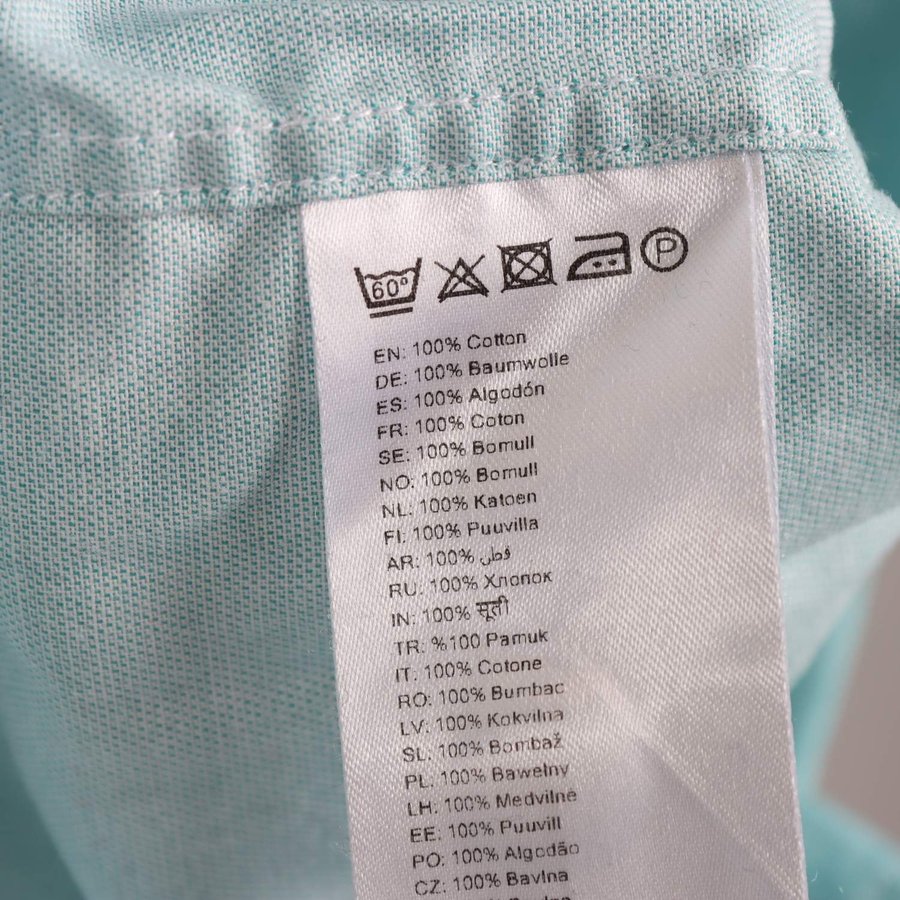 60° P
EN: 100% Cotton
DE: 100% Baumwolle
ES: 100% Algodón
FR: 100% Coton
SE: 100% Bomull
NO: 100% Bomull
NL: 100% Katoen
FI: 100% Puuvilla
AR: 100% قطن
RU: 100% Хлопок
IN: 100% सूती
TR: %100 Pamuk
IT: 100% Cotone
RO: 100% Bumbac
LV: 100% Kokvilna
SL: 100% Bombaž
PL: 100% Bawełny
LH: 100% Medvilne
EE: 100% Puuvill
PO: 100% Algodão
CZ: 100% Bavlna